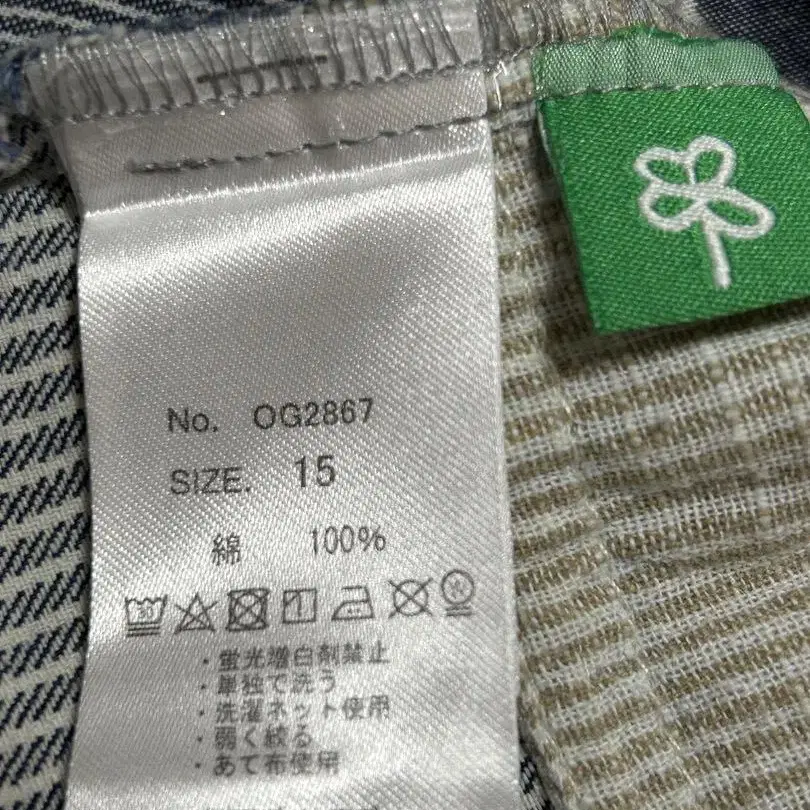 No. OG2867
SIZE. 15
綿 100%
・蛍光増白剤禁止
・単独で洗う
・洗濯ネット使用
・弱く絞る
・あて布使用